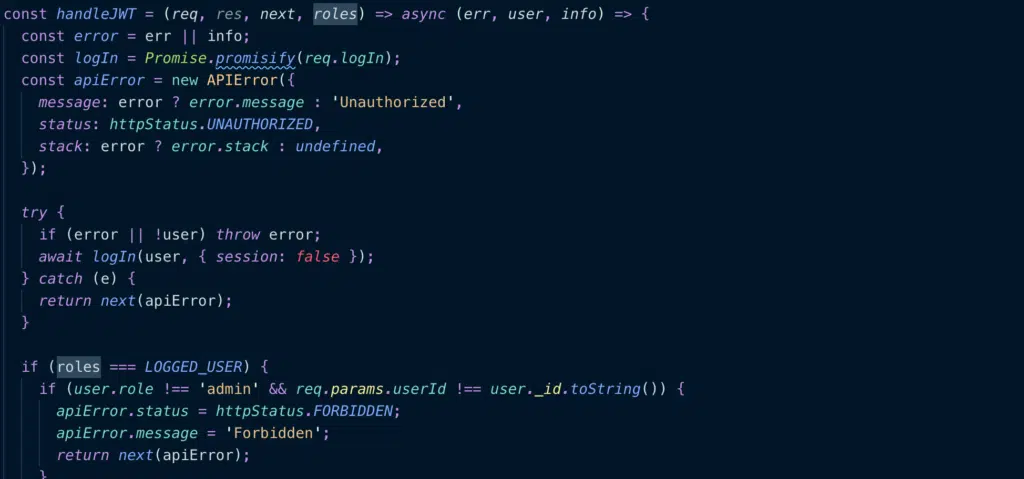 const handleJWT = (req, res, next, roles) => async (err, user, info) => {
  const error = err || info;
  const logIn = Promise.promisify(req.logIn);
  const apiError = new APIError({
    message: error ? error.message : 'Unauthorized',
    status: httpStatus.UNAUTHORIZED,
    stack: error ? error.stack : undefined,
  });
  try {
    if (error || !user) throw error;
    await logIn(user, { session: false });
  } catch (e) {
    return next(apiError);
  }
  if (roles === LOGGED_USER) {
    if (user.role !== 'admin' && req.params.userId !== user._id.toString()) {
      apiError.status = httpStatus.FORBIDDEN;
      apiError.message = 'Forbidden';
      return next(apiError);
    }